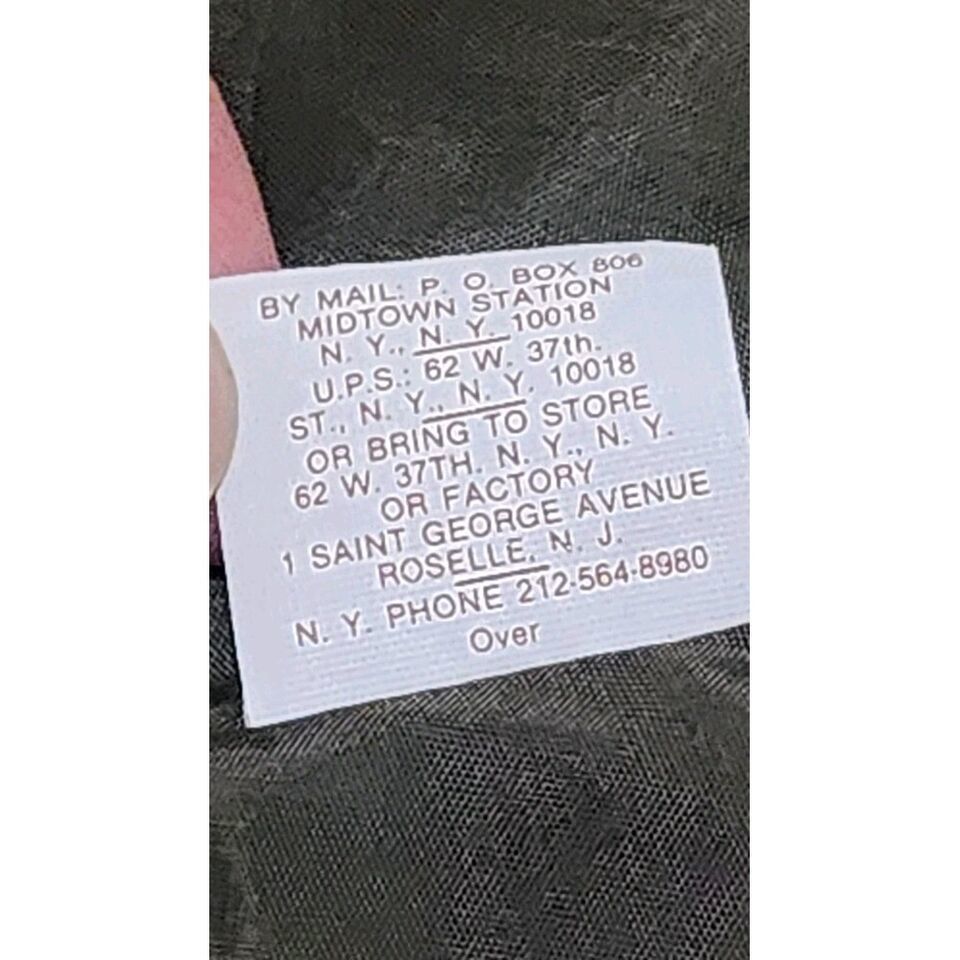 BY MAIL: P. O. BOX 806
MIDTOWN STATION
N. Y., N. Y. 10018
U.P.S.: 62 W. 37th.
ST., N. Y., N. Y. 10018
OR BRING TO STORE
62 W. 37TH. N. Y., N. Y.
OR FACTORY
1 SAINT GEORGE AVENUE
ROSELLE, N. J.
N. Y. PHONE 212-564-8980
Over